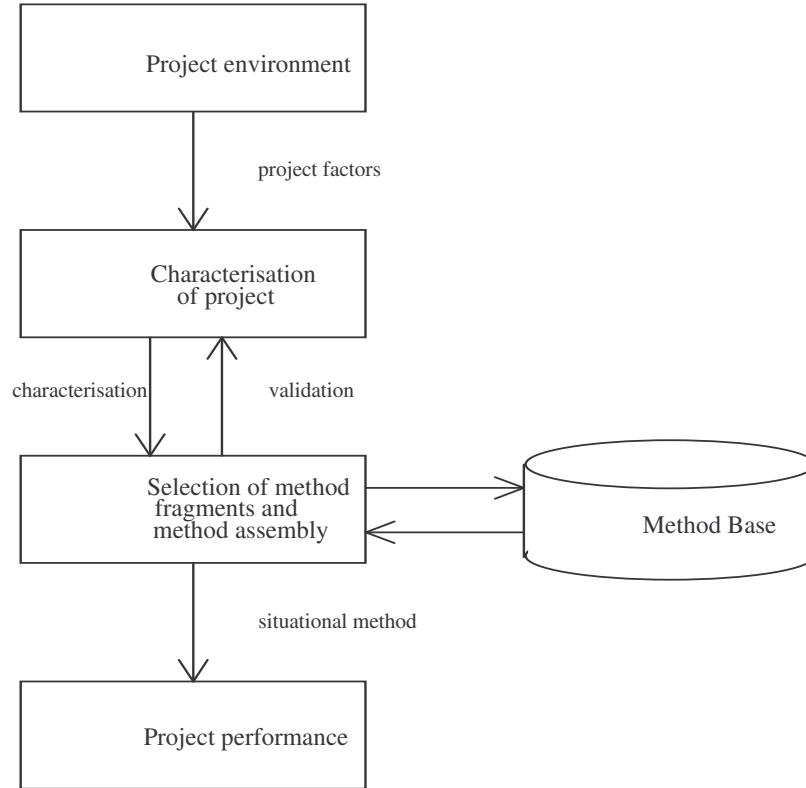 Project environment
project factors
Characterisation
of project
characterisation
validation
Selection of method
fragments and
method assembly
Method Base
situational method
Project performance